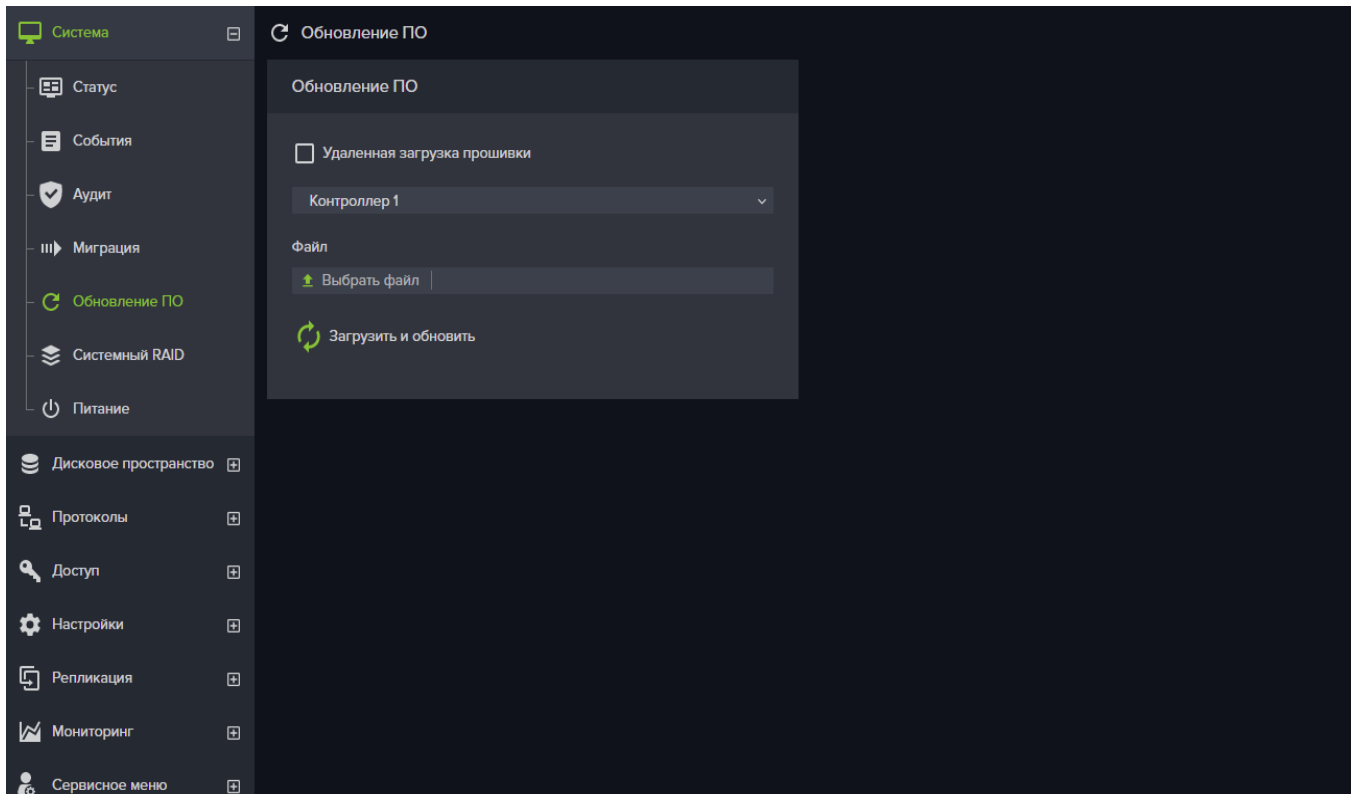 Система
Статус
События
Аудит
Миграция
Обновление ПО
Системный RAID
Питание
Дисковое пространство
Протоколы
Доступ
Настройки
Репликация
Мониторинг
Сервисное меню
Обновление ПО
Обновление ПО
Удаленная загрузка прошивки
Контроллер 1
Файл
Выбрать файл
Загрузить и обновить